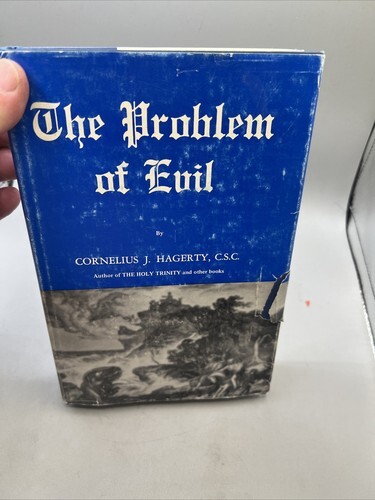 The Problem
of Evil
By
CORNELIUS J. HAGERTY, C.S.C.
Author of THE HOLY TRINITY and other books